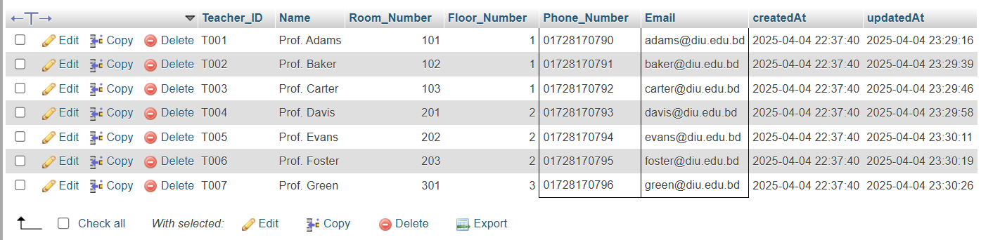 Teacher_ID Name Room_Number Floor_Number Phone_Number Email createdAt updatedAt
Edit Copy Delete T001 Prof. Adams 101 1 01728170790 adams@diu.edu.bd 2025-04-04 22:37:40 2025-04-04 23:29:16
Edit Copy Delete T002 Prof. Baker 102 1 01728170791 baker@diu.edu.bd 2025-04-04 22:37:40 2025-04-04 23:29:39
Edit Copy Delete T003 Prof. Carter 103 1 01728170792 carter@diu.edu.bd 2025-04-04 22:37:40 2025-04-04 23:29:46
Edit Copy Delete T004 Prof. Davis 201 2 01728170793 davis@diu.edu.bd 2025-04-04 22:37:40 2025-04-04 23:29:58
Edit Copy Delete T005 Prof. Evans 202 2 01728170794 evans@diu.edu.bd 2025-04-04 22:37:40 2025-04-04 23:30:11
Edit Copy Delete T006 Prof. Foster 203 2 01728170795 foster@diu.edu.bd 2025-04-04 22:37:40 2025-04-04 23:30:19
Edit Copy Delete T007 Prof. Green 301 3 01728170796 green@diu.edu.bd 2025-04-04 22:37:40 2025-04-04 23:30:26
Check all With selected: Edit Copy Delete Export